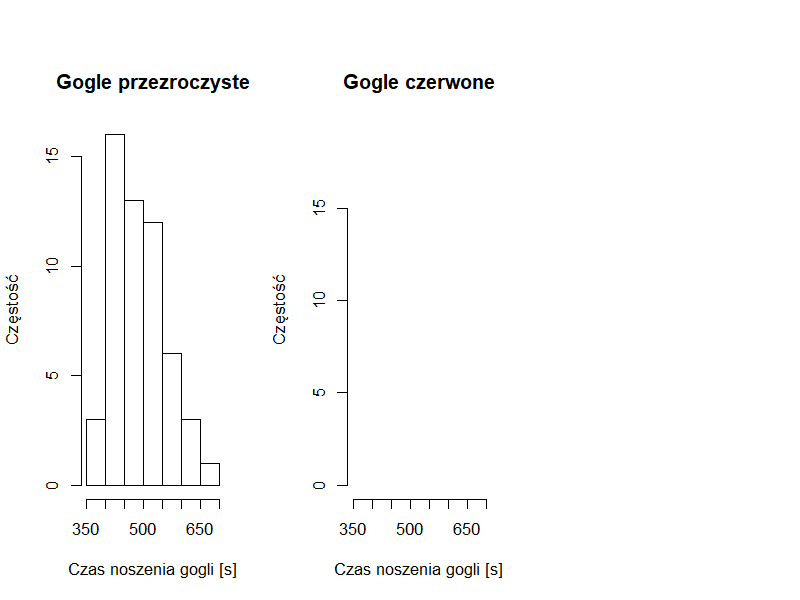 Gogle przezroczyste
Częstość
15
10
5
0
350 500 650
Czas noszenia gogli [s]
Gogle czerwone
Częstość
15
10
5
0
350 500 650
Czas noszenia gogli [s]